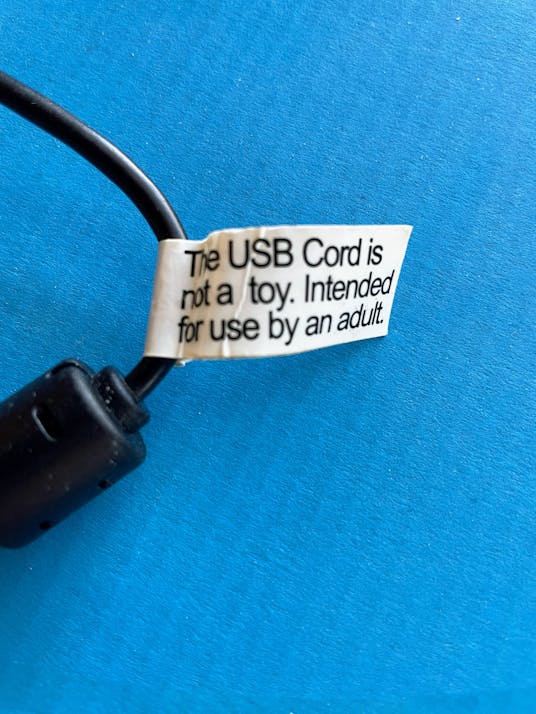 The USB Cord is
not a toy. Intended
for use by an adult.